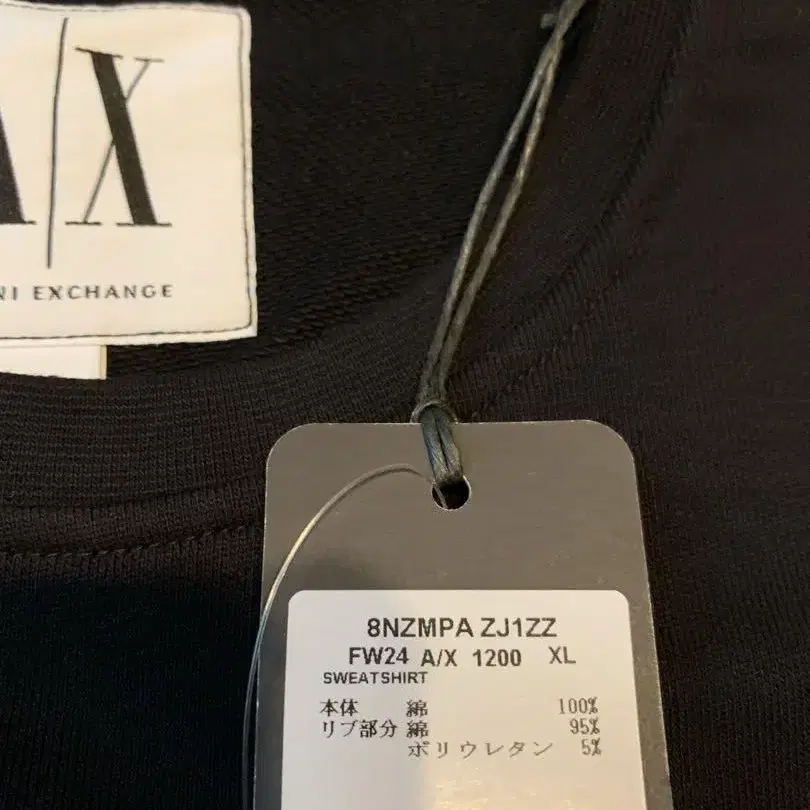 A/X
NI EXCHANGE
8NZMPA ZJ1ZZ
FW24 A/X 1200 XL
SWEATSHIRT
本体 綿 100%
リブ部分 綿 95%
ポリウレタン 5%